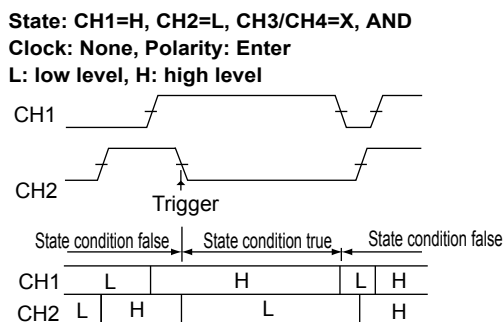 State: CH1=H, CH2=L, CH3/CH4=X, AND
Clock: None, Polarity: Enter
L: low level, H: high level
CH1
CH2
Trigger
State condition false State condition true State condition false
CH1 L H L H
CH2 L H L H